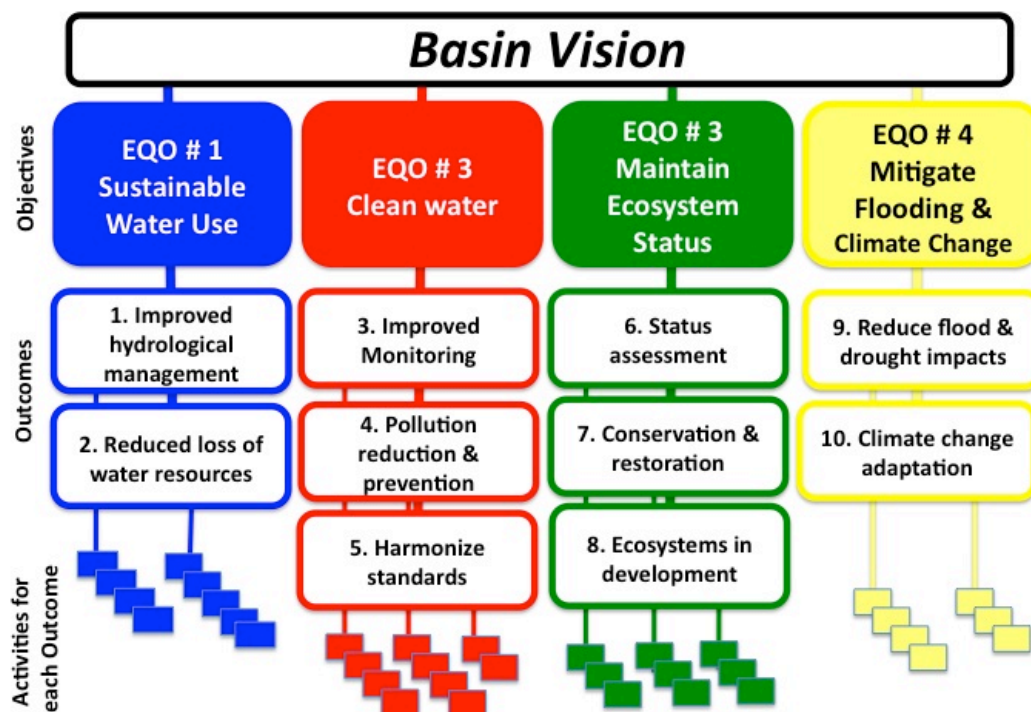 Basin Vision
Objectives
EQO # 1
Sustainable
Water Use
EQO # 3
Clean water
EQO # 3
Maintain
Ecosystem
Status
EQO # 4
Mitigate
Flooding &
Climate Change
Outcomes
1. Improved
hydrological
management
2. Reduced loss of
water resources
3. Improved
Monitoring
4. Pollution
reduction &
prevention
5. Harmonize
standards
6. Status
assessment
7. Conservation &
restoration
8. Ecosystems in
development
9. Reduce flood &
drought impacts
10. Climate change
adaptation
Activities for
each Outcome